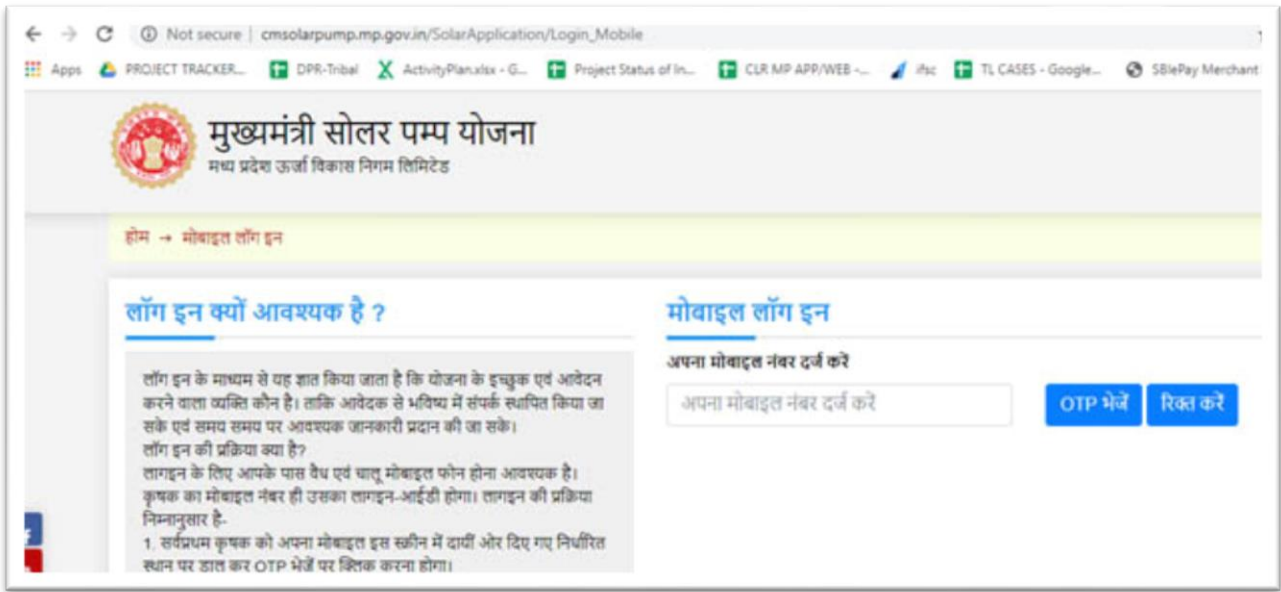 Not secure | cmsolarpump.mp.gov.in/SolarApplication/Login_Mobile
Apps PROJECT TRACKER... DPR-Tribal ActivityPlan.xlsx - G... Project Status of In... CLR MP APP/WEB -... ifsc TL CASES - Google... SBIePay Merchant
मुख्यमंत्री सोलर पम्प योजना
मध्य प्रदेश ऊर्जा विकास निगम लिमिटेड
होम → मोबाइल लॉग इन
लॉग इन क्यों आवश्यक है ?
लॉग इन के माध्यम से यह ज्ञात किया जाता है कि योजना के इच्छुक एवं आवेदन
करने वाला व्यक्ति कौन है। ताकि आवेदक से भविष्य में संपर्क स्थापित किया जा
सके एवं समय समय पर आवश्यक जानकारी प्रदान की जा सके।
लॉग इन की प्रक्रिया क्या है?
लागइन के लिए आपके पास वैध एवं चालू मोबाइल फोन होना आवश्यक है।
कृषक का मोबाइल नंबर ही उसका लागइन-आईडी होगा। लागइन की प्रक्रिया
निम्नानुसार है-
1. सर्वप्रथम कृषक को अपना मोबाइल इस स्क्रीन में दायीं ओर दिए गए निर्धारित
स्थान पर डाल कर OTP भेजें पर क्लिक करना होगा।
मोबाइल लॉग इन
अपना मोबाइल नंबर दर्ज करें
अपना मोबाइल नंबर दर्ज करें
OTP भेजें रिक्त करें